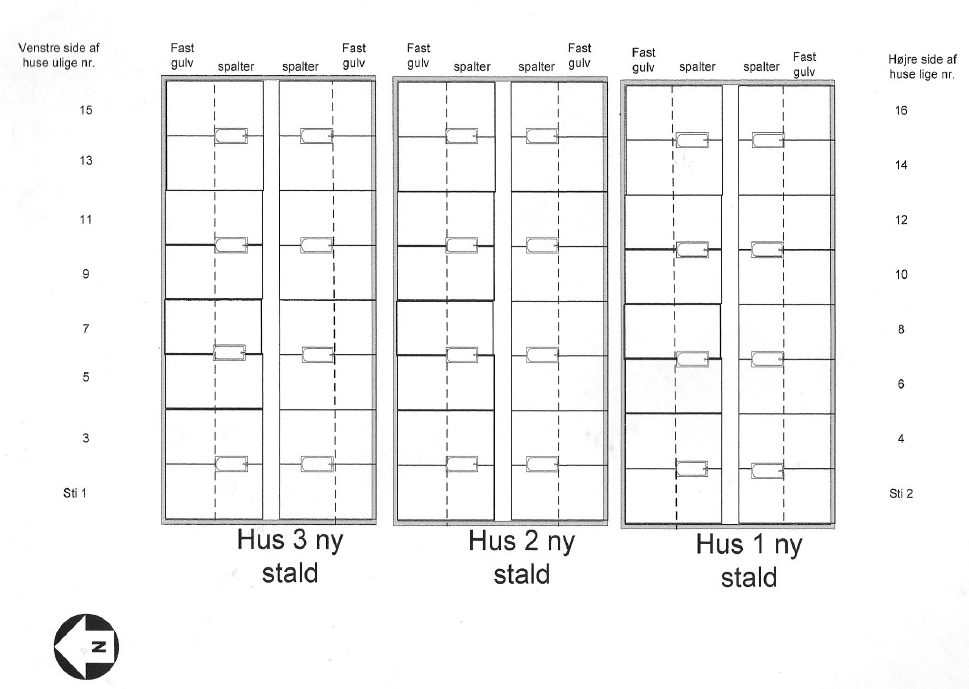 Venstre side af
huse ulige nr.
Fast
gulv
spalter
spalter
Fast
gulv
Fast
gulv
spalter
spalter
Fast
gulv
Fast
gulv
spalter
spalter
Fast
gulv
Højre side af
huse lige nr.
15
16
13
14
11
12
9
10
7
8
5
6
3
4
Sti 1
Sti 2
Hus 3 ny
stald
Hus 2 ny
stald
Hus 1 ny
stald
N